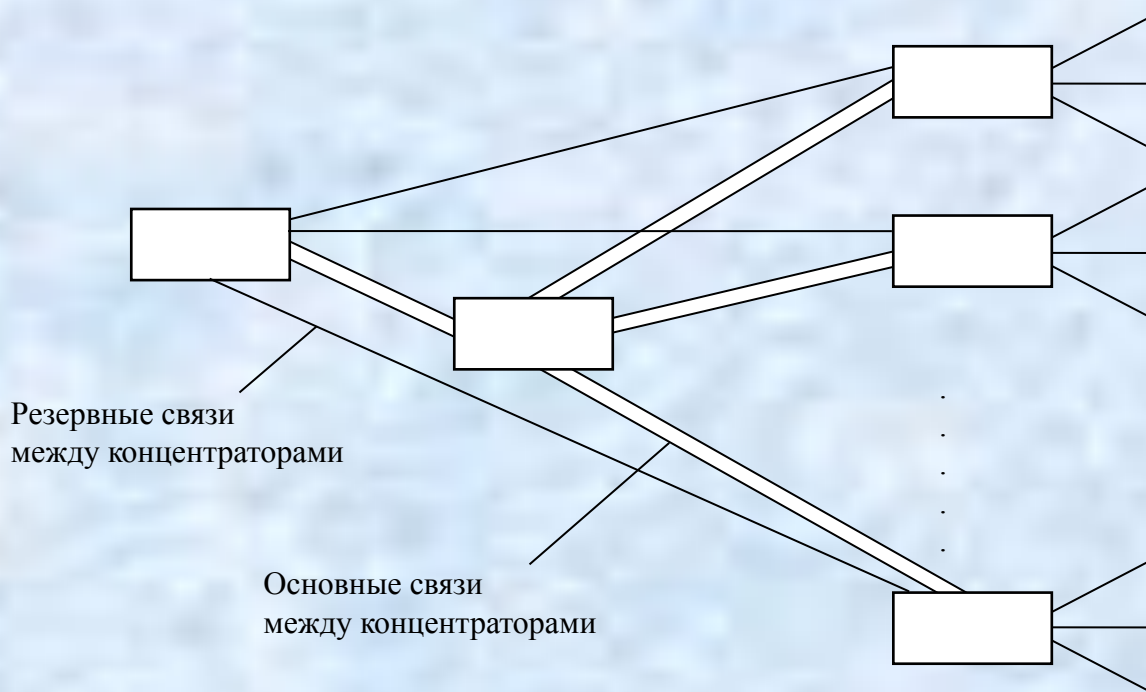 Резервные связи
между концентраторами
Основные связи
между концентраторами